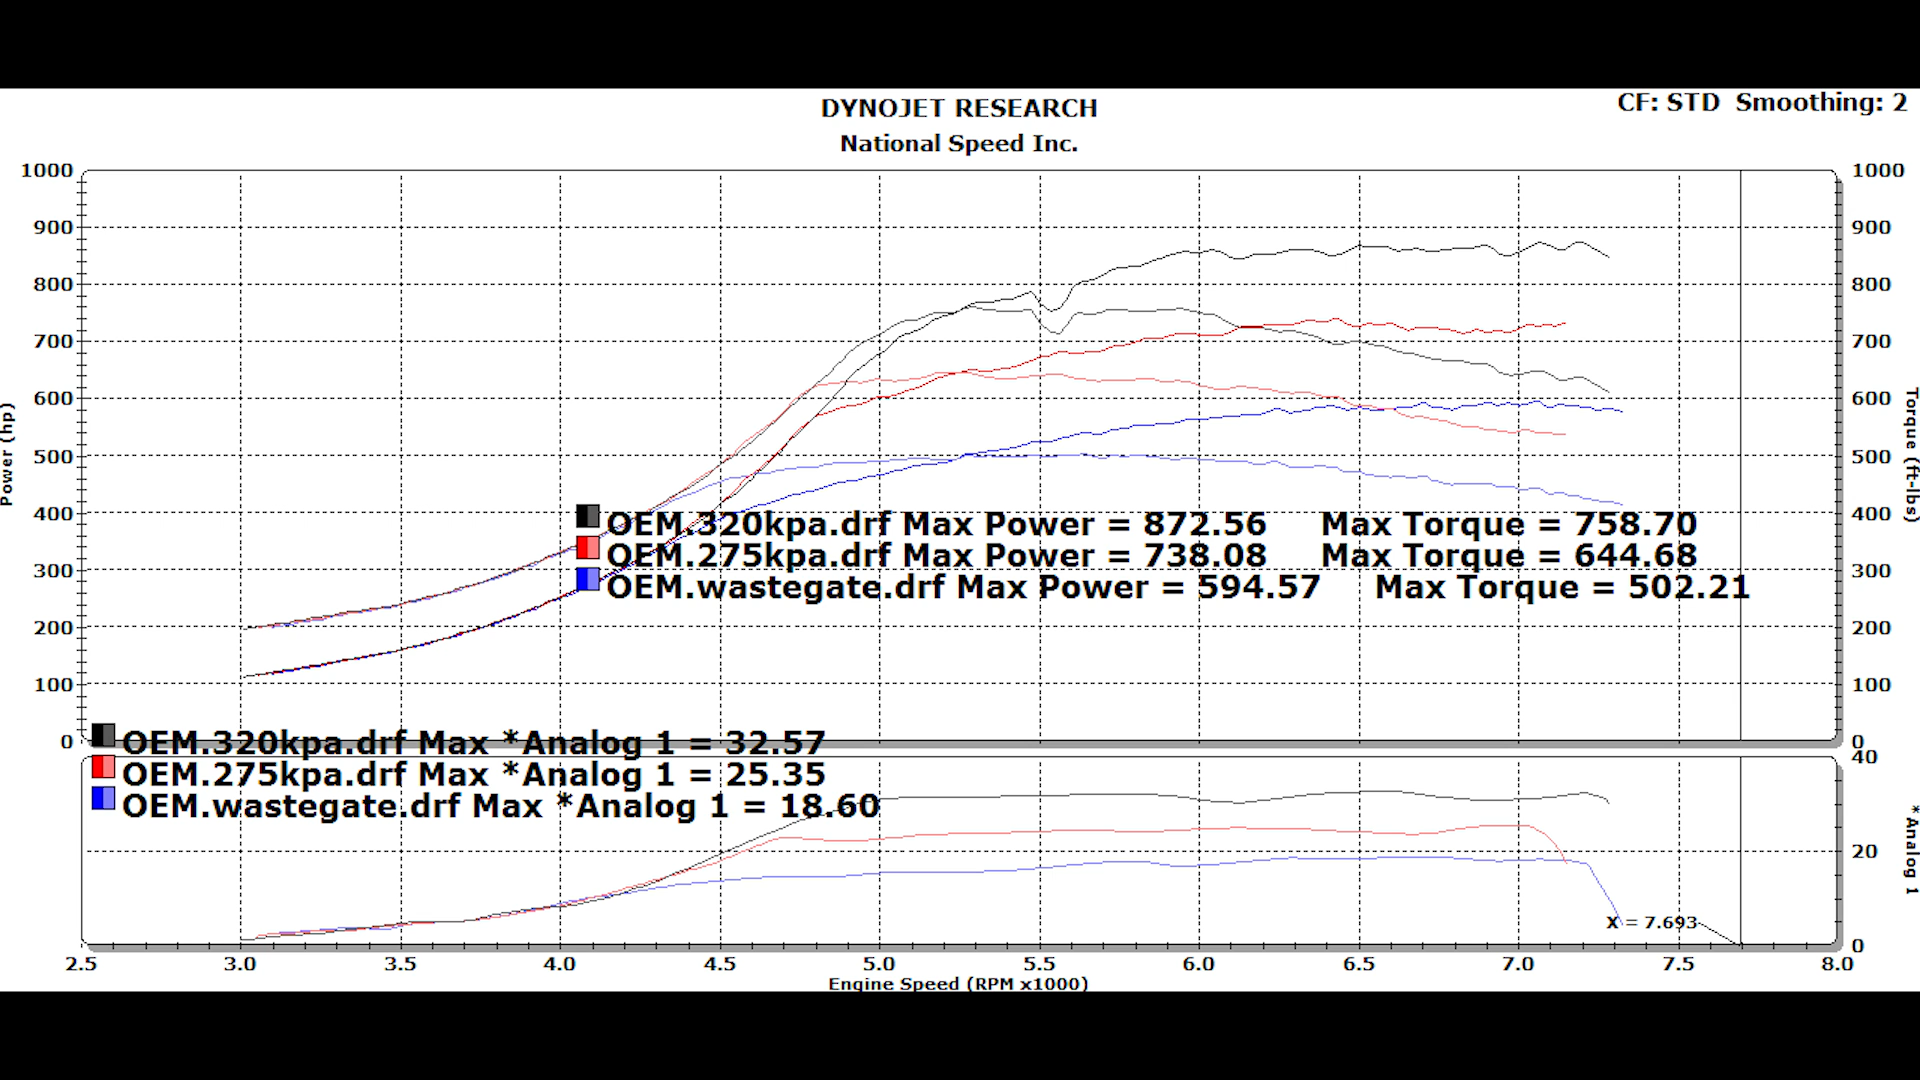 DYNOJET RESEARCH
CF: STD Smoothing: 2
National Speed Inc.
1000
900
800
700
600
500
400
300
200
100
0
Power (hp)
1000
900
800
700
600
500
400
300
200
100
0
Torque (ft-lbs)
OEM.320kpa.drf Max Power = 872.56 Max Torque = 758.70
OEM.275kpa.drf Max Power = 738.08 Max Torque = 644.68
OEM.wastegate.drf Max Power = 594.57 Max Torque = 502.21
OEM.320kpa.drf Max *Analog 1 = 32.57
OEM.275kpa.drf Max *Analog 1 = 25.35
OEM.wastegate.drf Max *Analog 1 = 18.60
40
20
0
*Analog 1
X = 7.693
2.5 3.0 3.5 4.0 4.5 5.0 5.5 6.0 6.5 7.0 7.5 8.0
Engine Speed (RPM x1000)